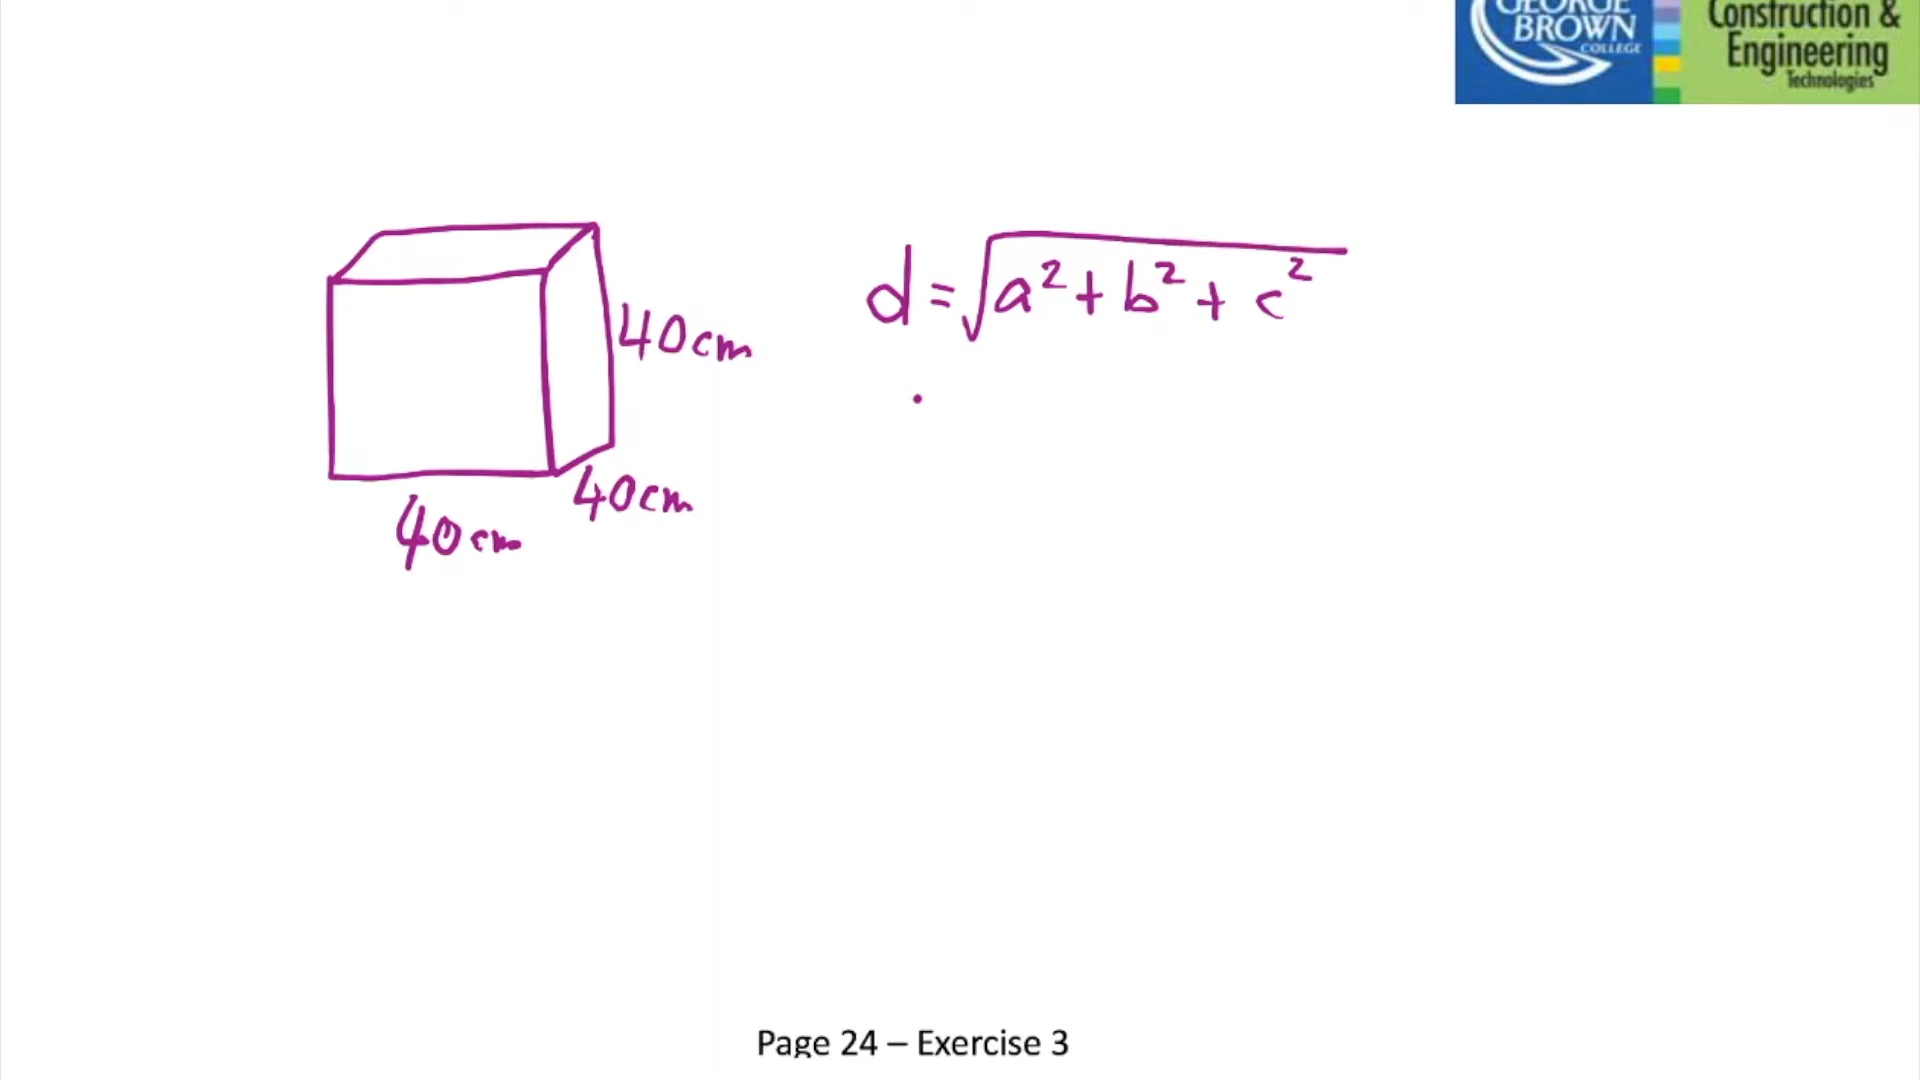 GEORGE
BROWN
COLLEGE
Construction &
Engineering
Technologies
40cm
40cm
40cm
d = √a² + b² + c²
Page 24 – Exercise 3